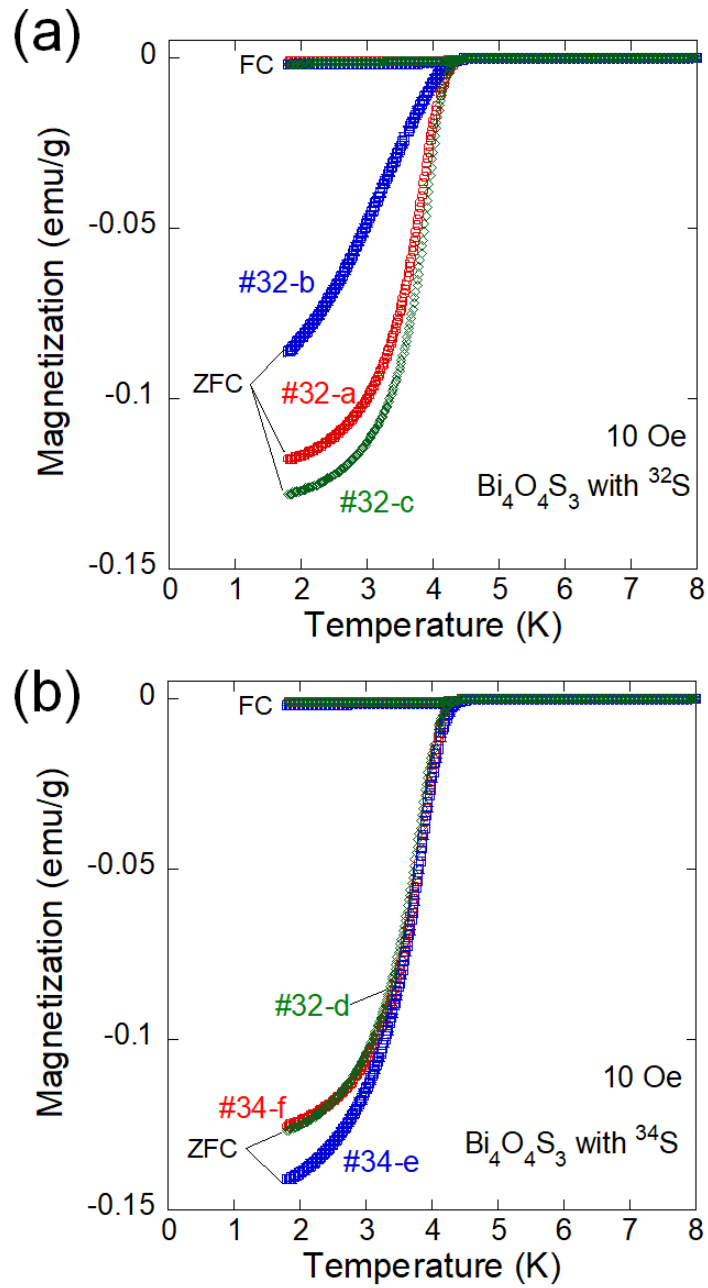 (a)
0
FC
-0.05
#32-b
Magnetization (emu/g)
ZFC
#32-a
-0.1
10 Oe
#32-c
Bi₄O₄S₃ with ³²S
-0.15
0 1 2 3 4 5 6 7 8
Temperature (K)
(b)
0
FC
-0.05
Magnetization (emu/g)
#32-d
-0.1
10 Oe
#34-f
ZFC
#34-e
Bi₄O₄S₃ with ³⁴S
-0.15
0 1 2 3 4 5 6 7 8
Temperature (K)